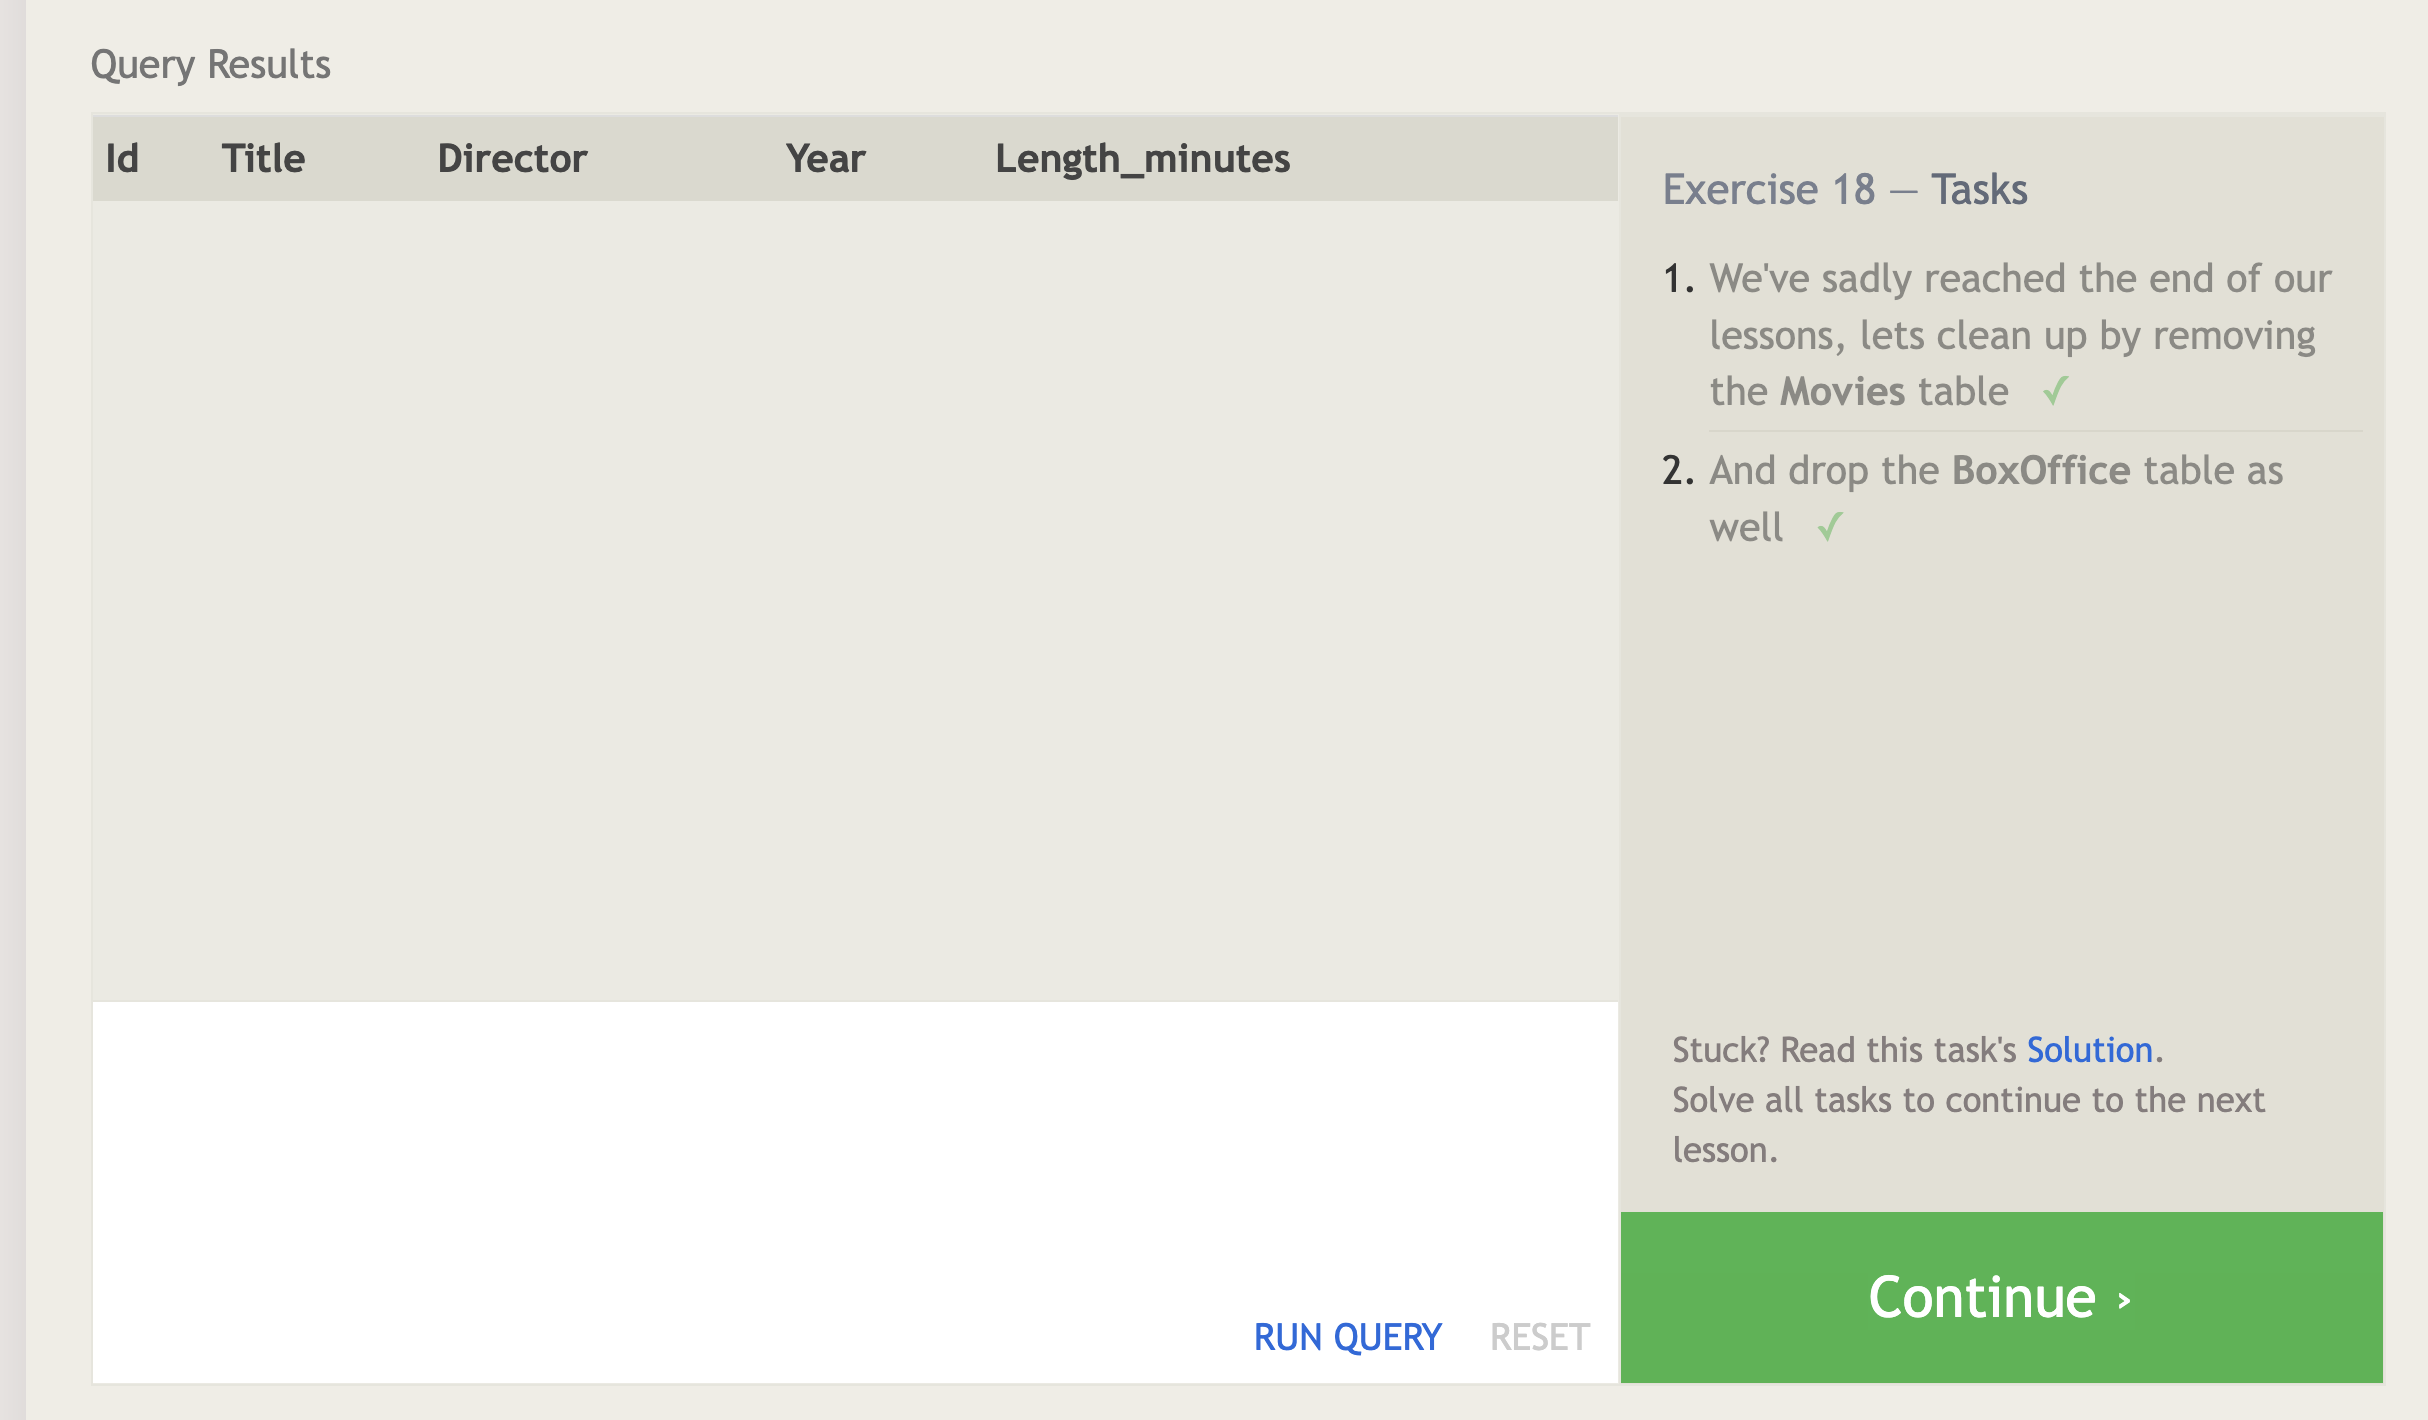 Query Results
Id Title Director Year Length_minutes
Exercise 18 — Tasks
1. We've sadly reached the end of our
lessons, lets clean up by removing
the Movies table ✓
2. And drop the BoxOffice table as
well ✓
Stuck? Read this task's Solution.
Solve all tasks to continue to the next
lesson.
RUN QUERY RESET
Continue ›